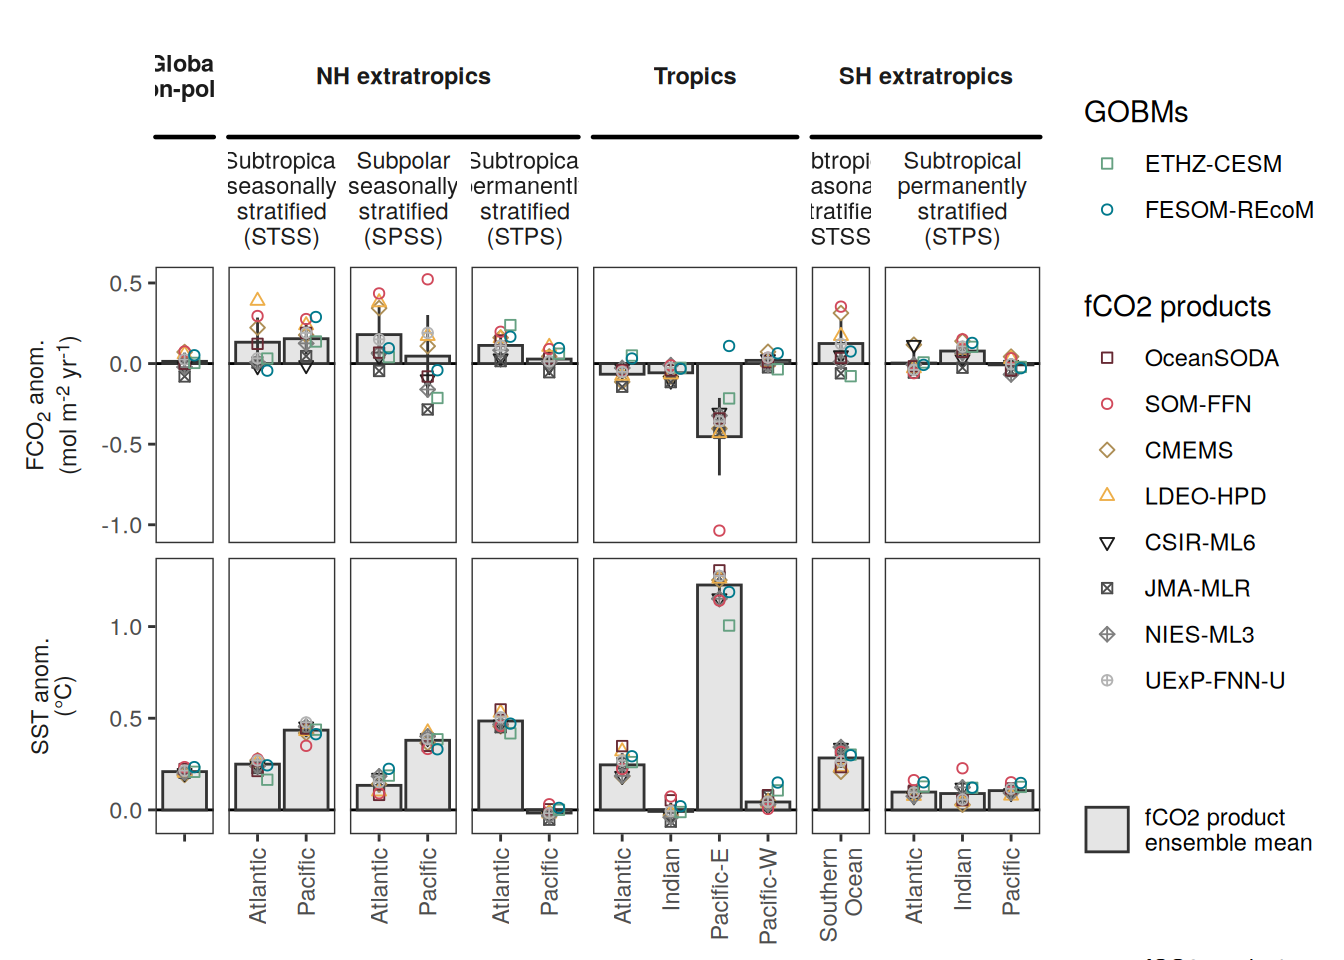 Globa
on-pol
NH extratropics
Tropics
SH extratropics
Subtropica
seasonally
stratified
(STSS)
Subpolar
seasonally
stratified
(SPSS)
Subtropica
permanentl
stratified
(STPS)
btropi
asona
tratifie
STSS
Subtropical
permanently
stratified
(STPS)
FCO2 anom.
(mol m-2 yr-1)
0.5
0.0
-0.5
-1.0
SST anom.
(°C)
1.0
0.5
0.0
Atlantic
Pacific
Atlantic
Pacific
Atlantic
Pacific
Atlantic
Indian
Pacific-E
Pacific-W
Southern
Ocean
Atlantic
Indian
Pacific
GOBMs
ETHZ-CESM
FESOM-REcoM
fCO2 products
OceanSODA
SOM-FFN
CMEMS
LDEO-HPD
CSIR-ML6
JMA-MLR
NIES-ML3
UExP-FNN-U
fCO2 product
ensemble mean